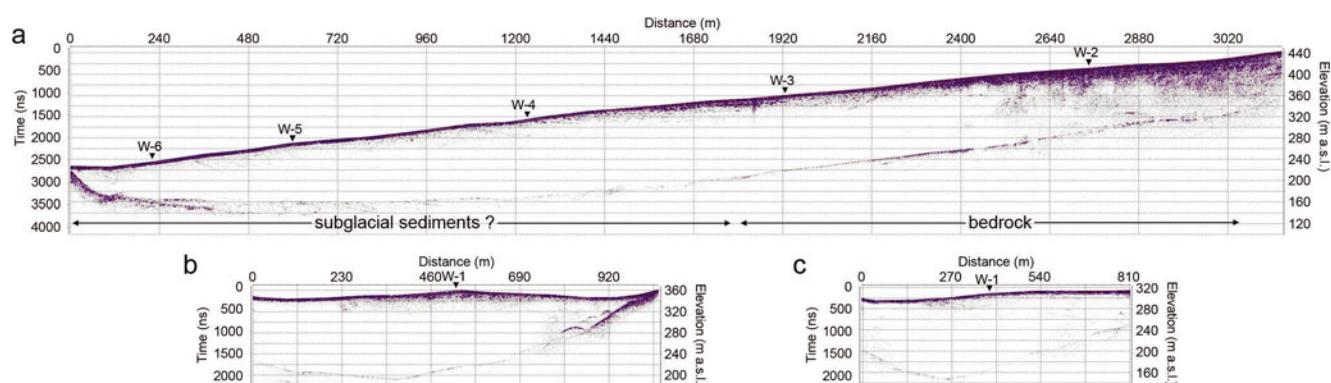 Distance (m)
a
0 240 480 720 960 1200 1440 1680 1920 2160 2400 2640 2880 3020
0 500 1000 1500 2000 2500 3000 3500 4000
Time (ns)
W-6 W-5 W-4 W-3 W-2
440 400 360 320 280 240 200 160 120
Elevation (m a.s.l.)
subglacial sediments ? bedrock
b
Distance (m)
0 230 460 W-1 690 920
0 500 1000 1500 2000
Time (ns)
360 320 280 240 200
Elevation (m a.s.l.)
c
Distance (m)
0 270 W-1 540 810
0 500 1000 1500 2000
Time (ns)
320 280 240 200 160
Elevation (m a.s.l.)